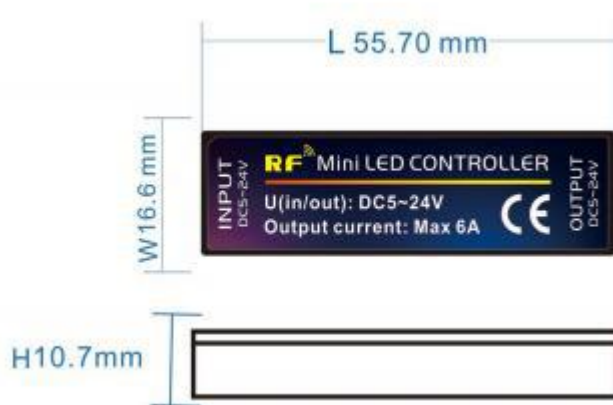 L 55.70 mm
W16.6 mm
INPUT
DC5~24V
RF Mini LED CONTROLLER
U(in/out): DC5~24V
Output current: Max 6A
CE
OUTPUT
DC5~24V
H10.7mm